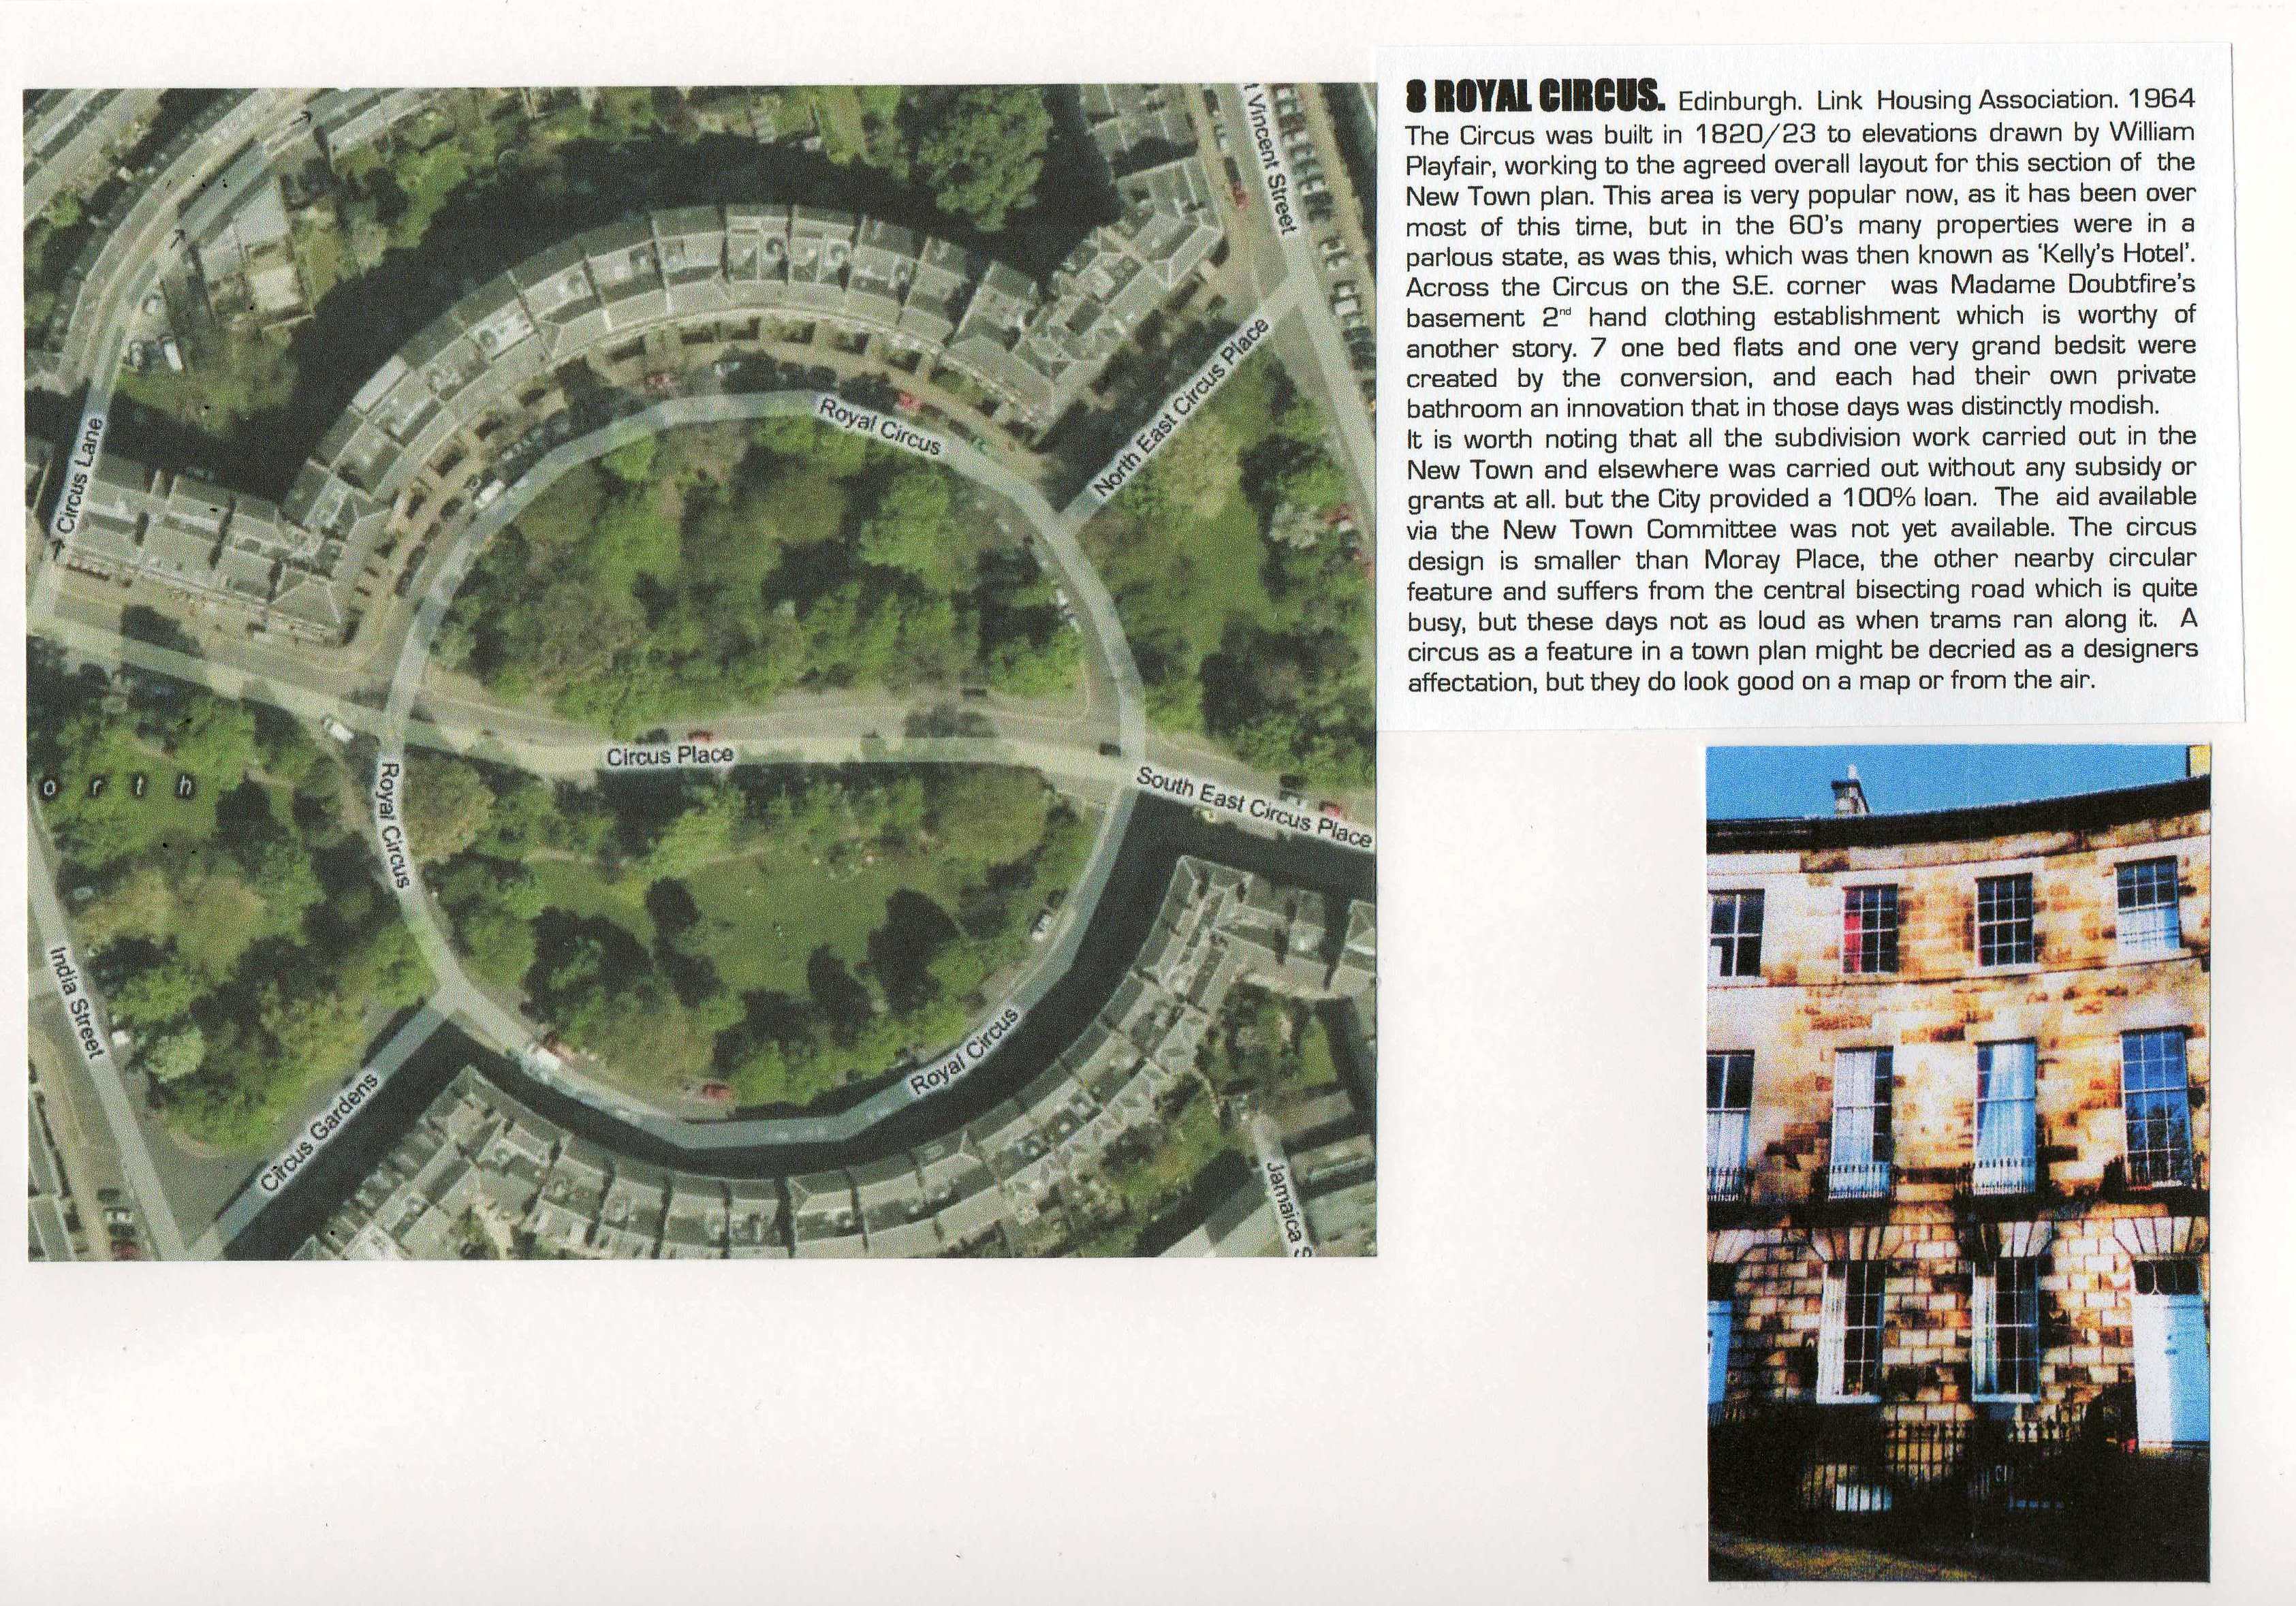 8 ROYAL CIRCUS. Edinburgh. Link Housing Association. 1964
The Circus was built in 1820/23 to elevations drawn by William
Playfair, working to the agreed overall layout for this section of the
New Town plan. This area is very popular now, as it has been over
most of this time, but in the 60's many properties were in a
parlous state, as was this, which was then known as 'Kelly's Hotel'.
Across the Circus on the S.E. corner was Madame Doubtfire's
basement 2nd hand clothing establishment which is worthy of
another story. 7 one bed flats and one very grand bedsit were
created by the conversion, and each had their own private
bathroom an innovation that in those days was distinctly modish.
It is worth noting that all the subdivision work carried out in the
New Town and elsewhere was carried out without any subsidy or
grants at all. but the City provided a 100% loan. The aid available
via the New Town Committee was not yet available. The circus
design is smaller than Moray Place, the other nearby circular
feature and suffers from the central bisecting road which is quite
busy, but these days not as loud as when trams ran along it. A
circus as a feature in a town plan might be decried as a designers
affectation, but they do look good on a map or from the air.
t Vincent Street
North East Circus Place
Royal Circus
Circus Lane
Circus Place
South East Circus Place
orth
Royal Circus
India Street
Royal Circus
Circus Gardens
Jamaica S